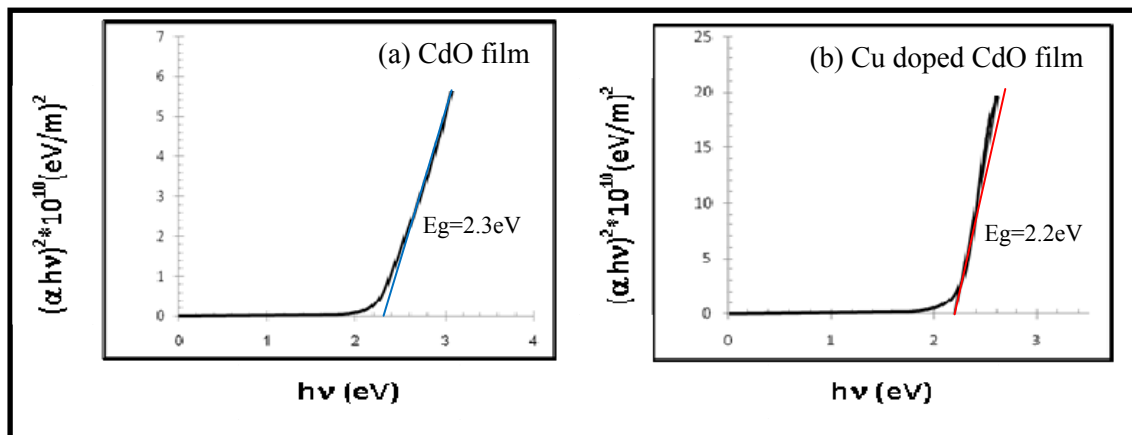 (a) CdO film
7
6
5
4
3
2
1
0
0 1 2 3 4
Eg=2.3eV
(αhν)²*10¹⁰(eV/m)²
hν (eV)
(b) Cu doped CdO film
25
20
15
10
5
0
0 1 2 3
Eg=2.2eV
(αhν)²*10¹⁰(eV/m)²
hν (eV)